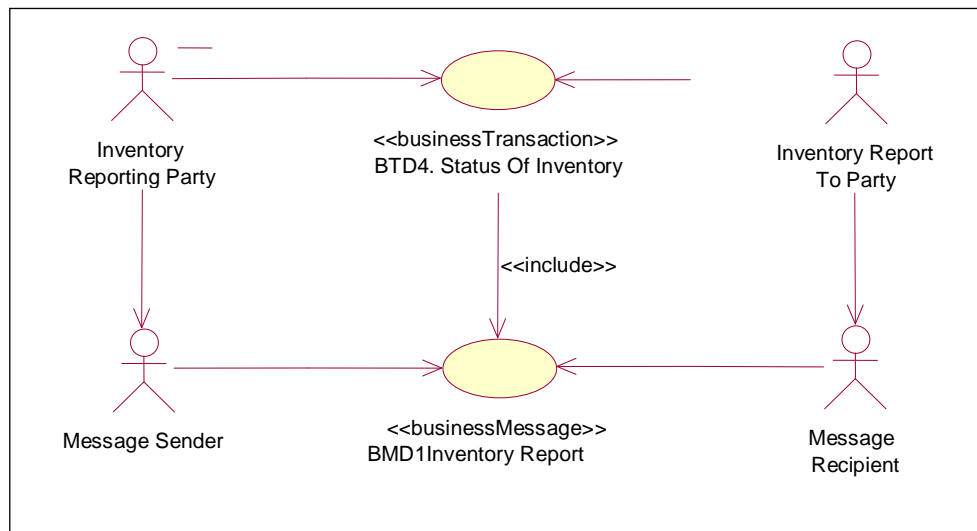 Inventory
Reporting Party
<<businessTransaction>>
BTD4. Status Of Inventory
Inventory Report
To Party
<<include>>
Message Sender
<<businessMessage>>
BMD1Inventory Report
Message
Recipient